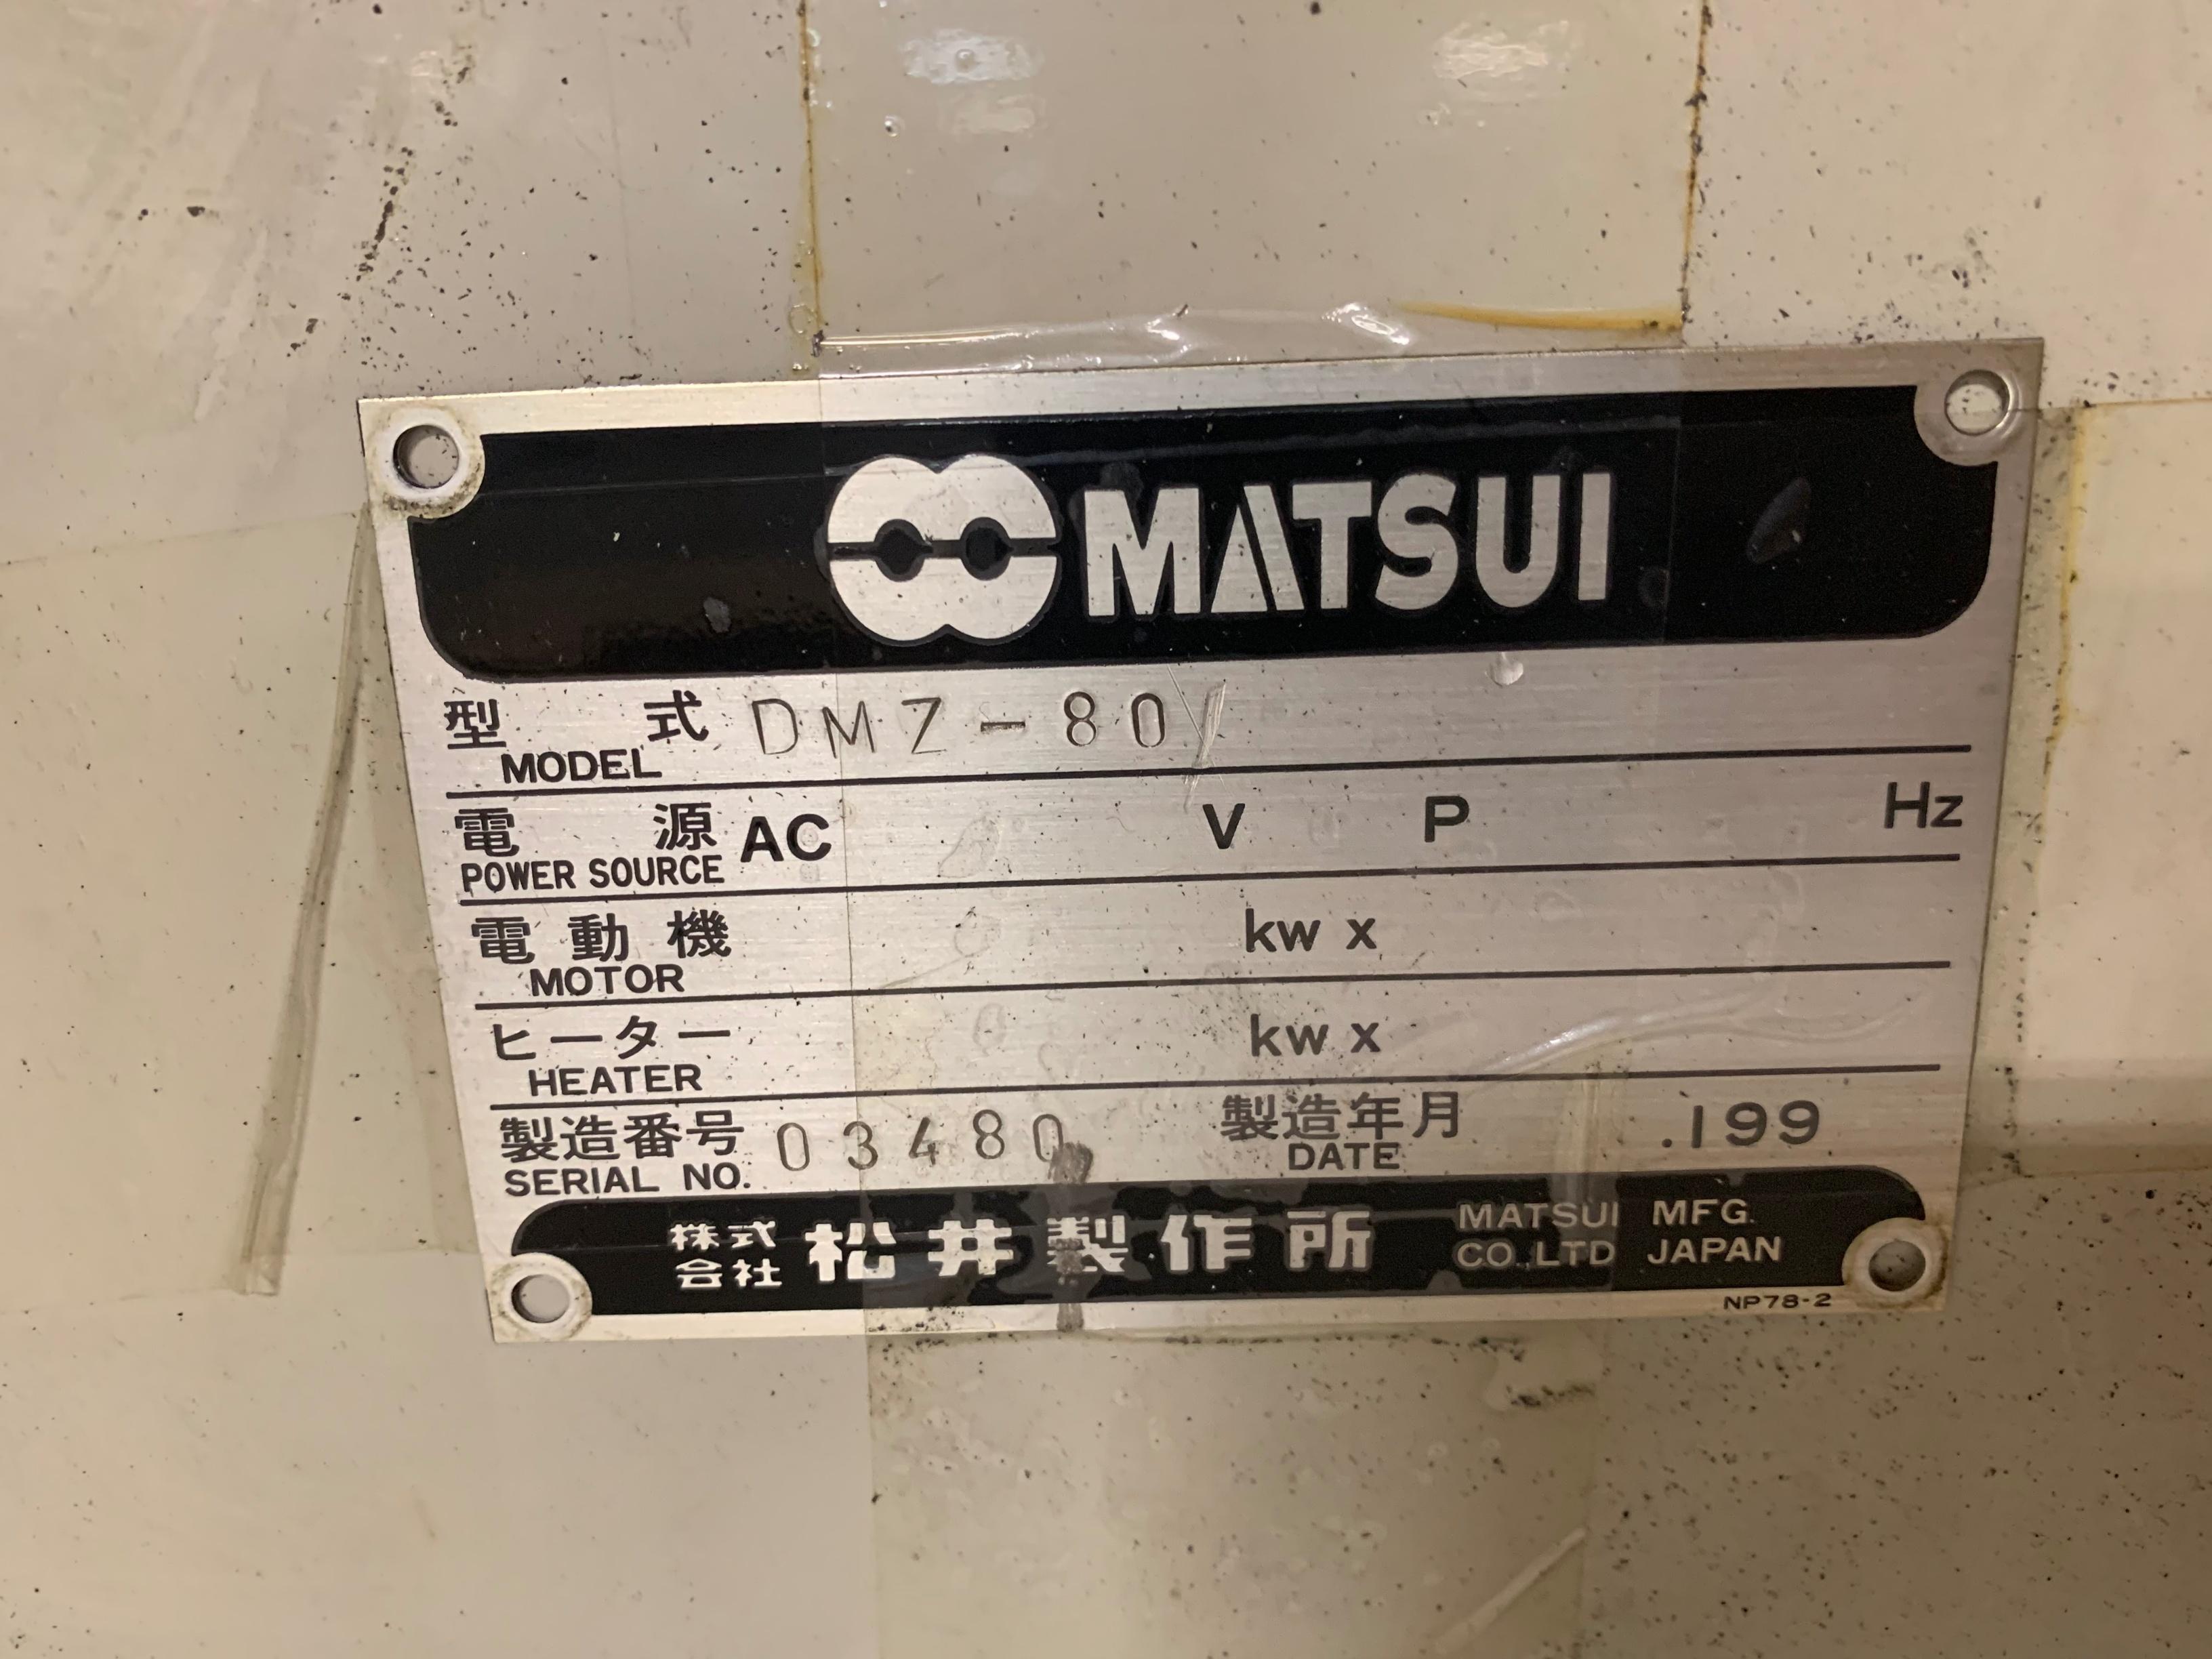 MATSUI
型 式 DMZ-80
MODEL
電 源 AC V P Hz
POWER SOURCE
電 動 機 kw x
MOTOR
ヒーター kw x
HEATER
製造番号 03480 製造年月 .199
SERIAL NO. DATE
株式会社 松井製作所 MATSUI MFG.
CO.,LTD JAPAN
NP78-2